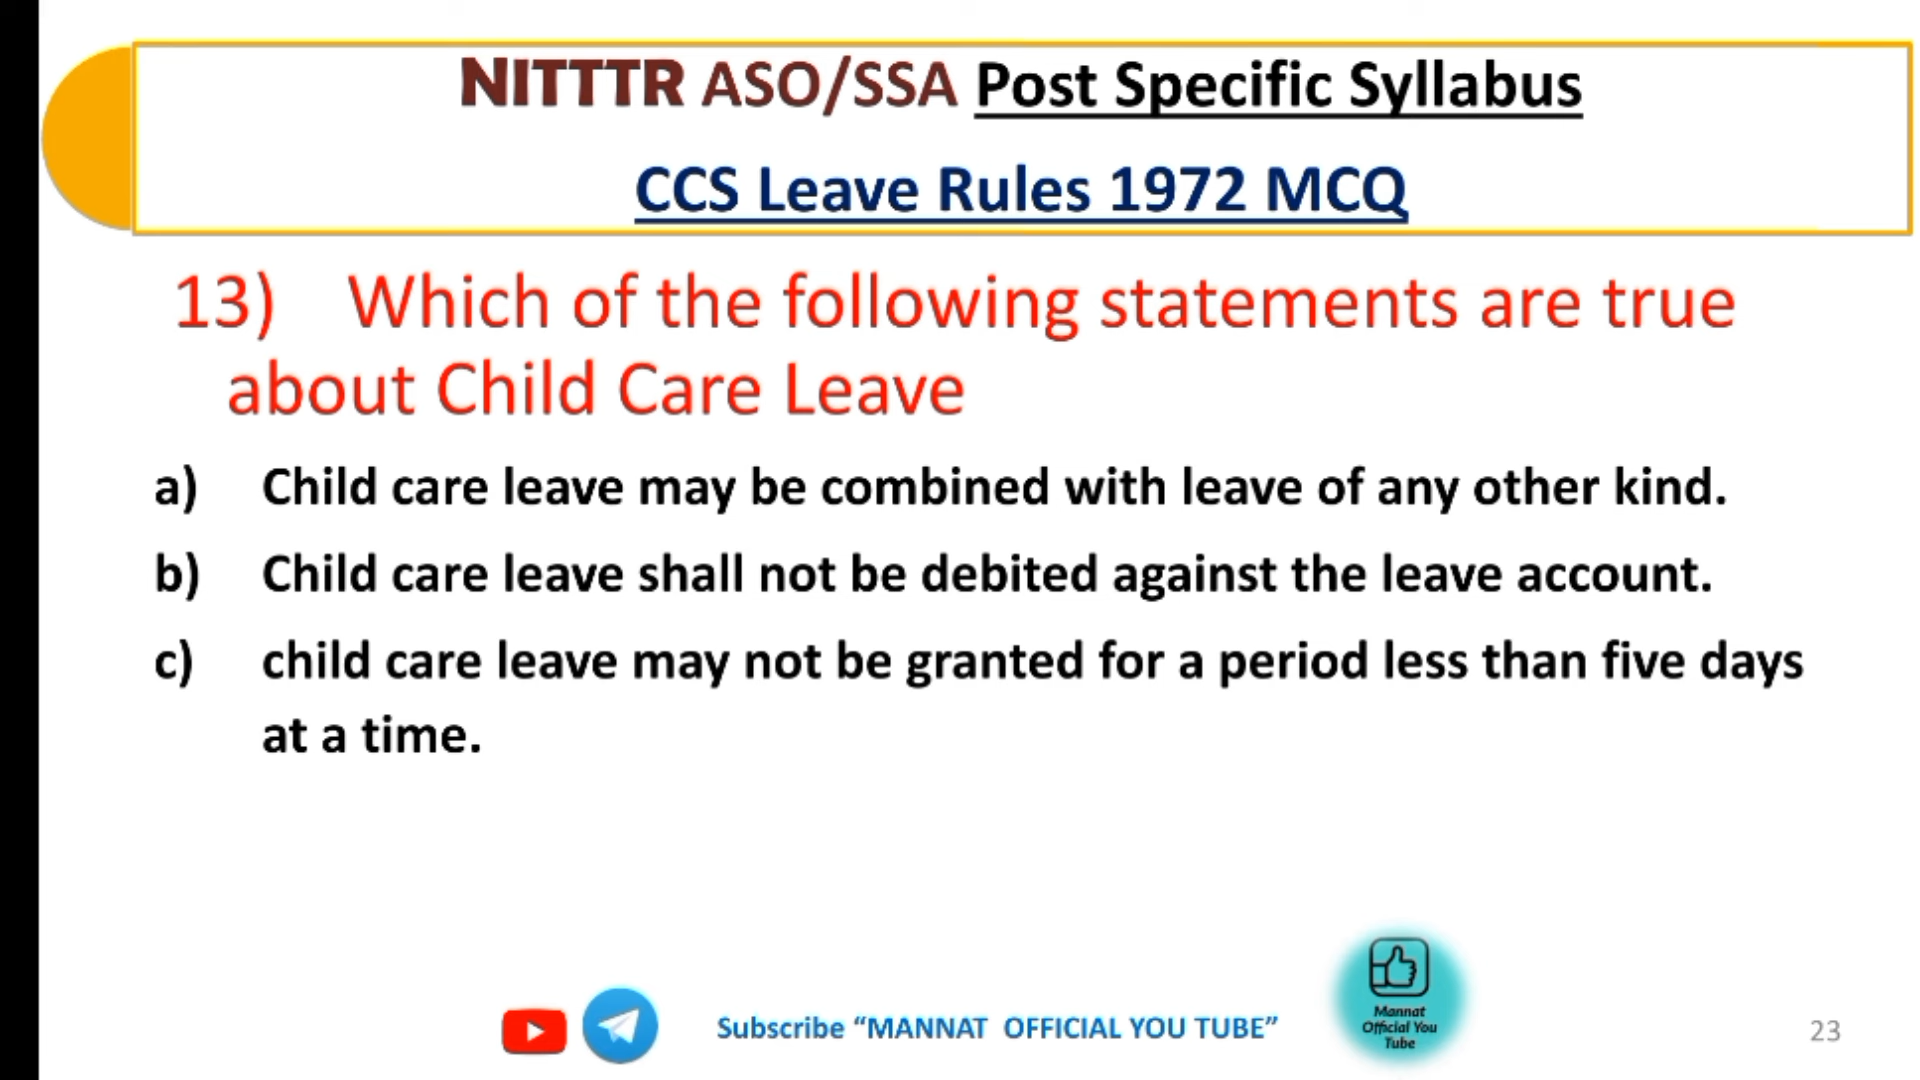 NITTTR ASO/SSA Post Specific Syllabus
CCS Leave Rules 1972 MCQ
13) Which of the following statements are true
about Child Care Leave
a) Child care leave may be combined with leave of any other kind.
b) Child care leave shall not be debited against the leave account.
c) child care leave may not be granted for a period less than five days
at a time.
Subscribe “MANNAT OFFICIAL YOU TUBE”
Mannat
Official You
Tube
23